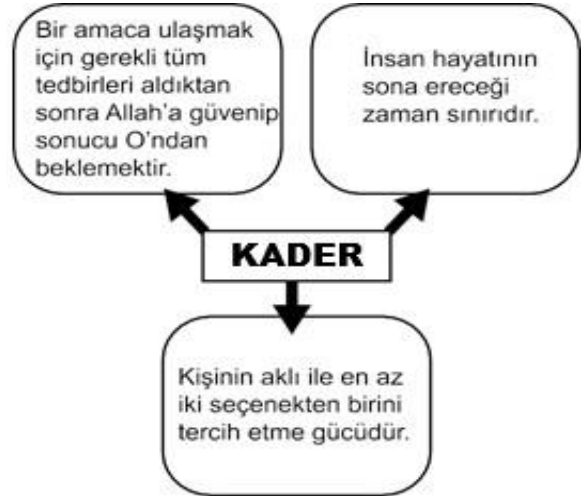 Bir amaca ulaşmak
için gerekli tüm
tedbirleri aldıktan
sonra Allah'a güvenip
sonucu O'ndan
beklemektir.
İnsan hayatının
sona ereceği
zaman sınırıdır.
KADER
Kişinin aklı ile en az
iki seçenekten birini
tercih etme gücüdür.